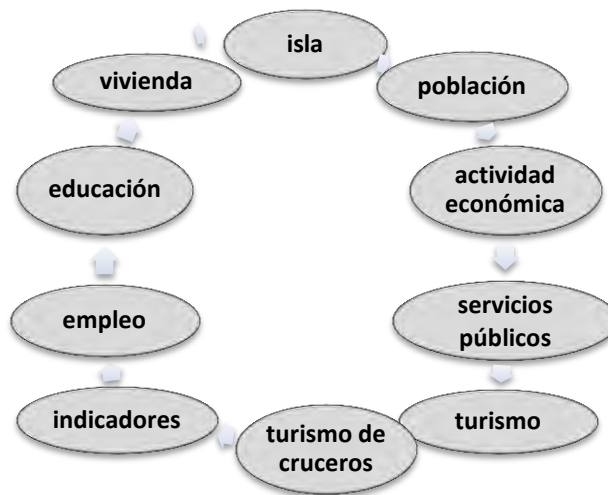 isla
población
actividad
económica
servicios
públicos
turismo
turismo de
cruceros
indicadores
empleo
educación
vivienda